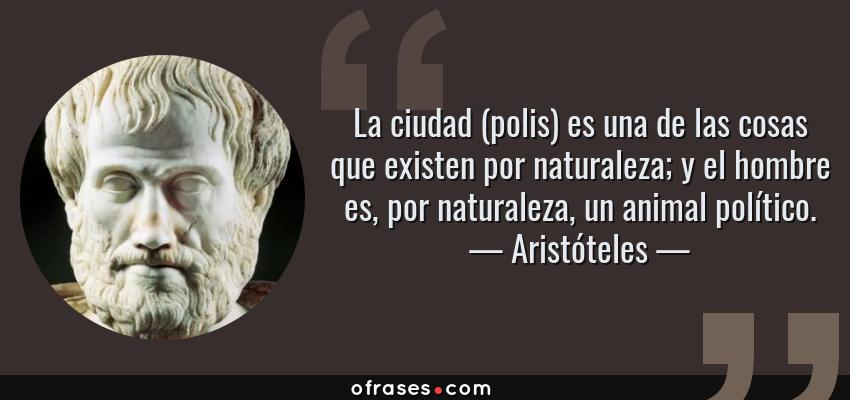 La ciudad (polis) es una de las cosas
que existen por naturaleza; y el hombre
es, por naturaleza, un animal político.
— Aristóteles —
ofrases.com